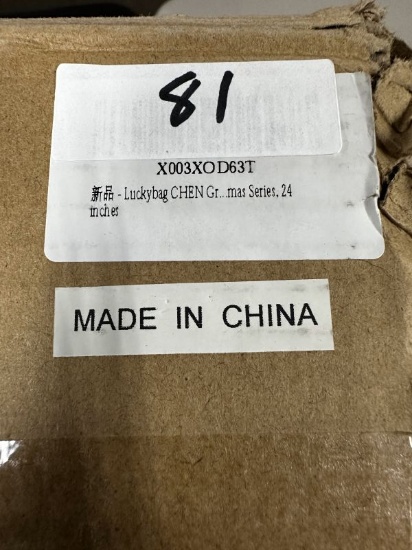 81
X003XOD63T
新品 - Luckybag CHEN Gr...mas Series, 24
inches
MADE IN CHINA